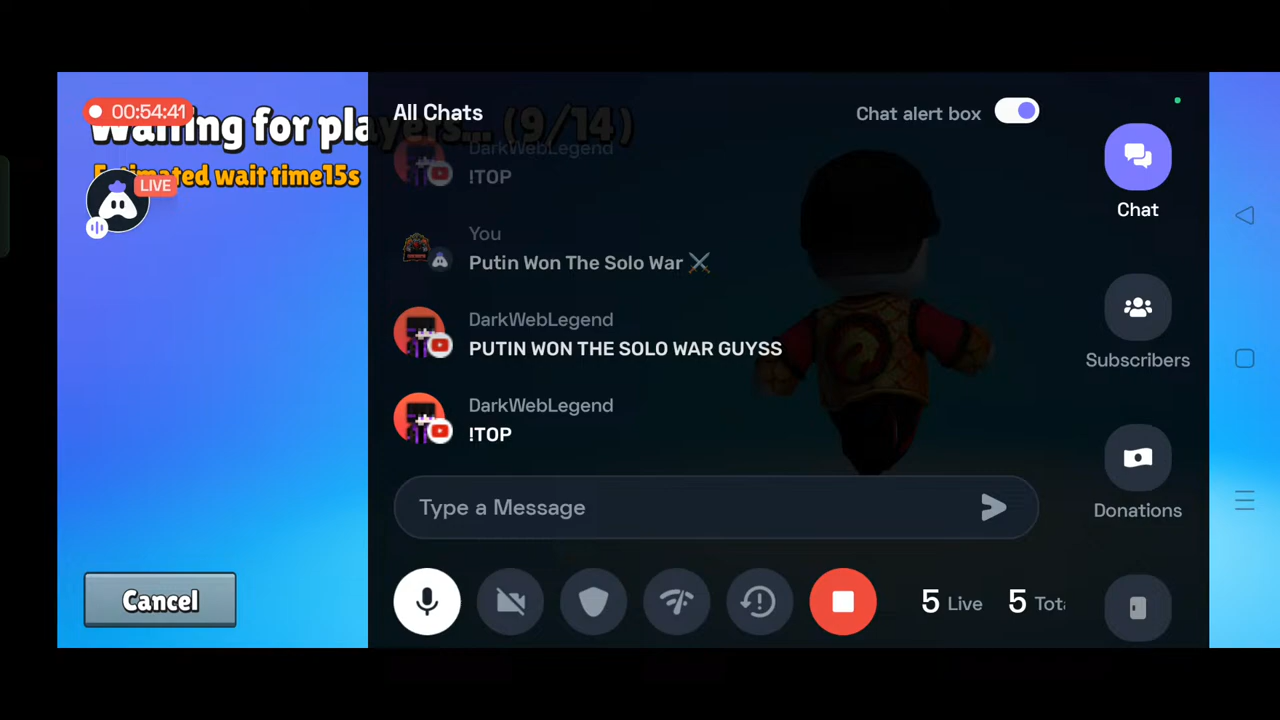 00:54:41
Waiting for players... (9/14)
Estimated wait time15s
LIVE
All Chats
Chat alert box
DarkWebLegend
!TOP
You
Putin Won The Solo War ⚔
DarkWebLegend
PUTIN WON THE SOLO WAR GUYSS
DarkWebLegend
!TOP
Type a Message
Chat
Subscribers
Donations
Cancel
5 Live 5 Tot